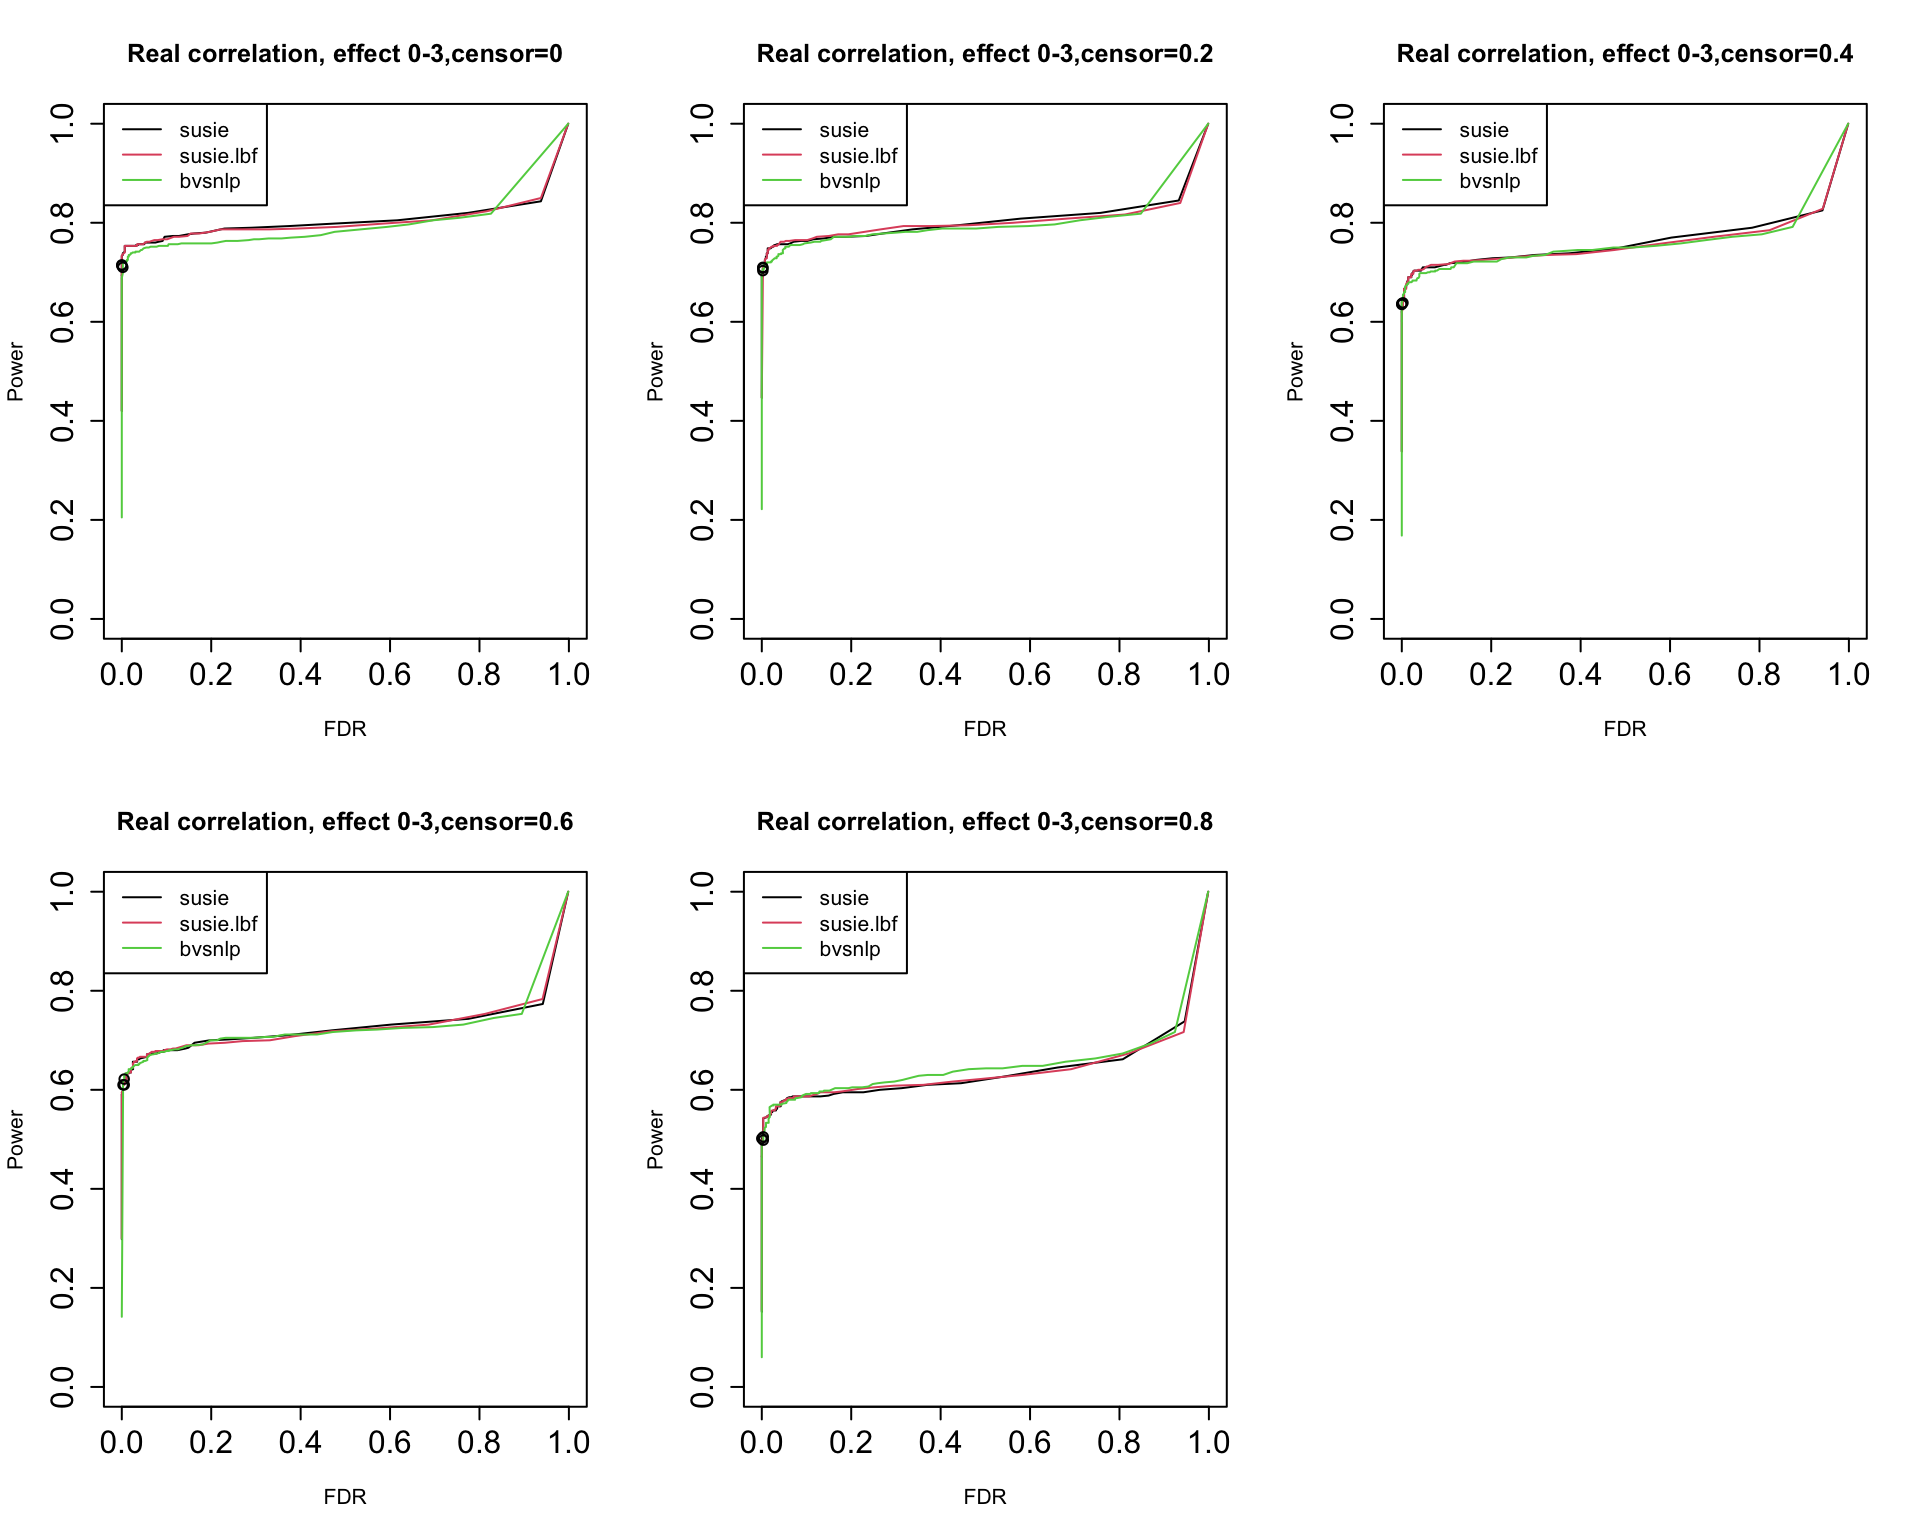 Real correlation, effect 0-3,censor=0
susie
susie.lbf
bvsnlp
Power
1.0
0.8
0.6
0.4
0.2
0.0
0.0 0.2 0.4 0.6 0.8 1.0
FDR
Real correlation, effect 0-3,censor=0.2
susie
susie.lbf
bvsnlp
Power
1.0
0.8
0.6
0.4
0.2
0.0
0.0 0.2 0.4 0.6 0.8 1.0
FDR
Real correlation, effect 0-3,censor=0.4
susie
susie.lbf
bvsnlp
Power
1.0
0.8
0.6
0.4
0.2
0.0
0.0 0.2 0.4 0.6 0.8 1.0
FDR
Real correlation, effect 0-3,censor=0.6
susie
susie.lbf
bvsnlp
Power
1.0
0.8
0.6
0.4
0.2
0.0
0.0 0.2 0.4 0.6 0.8 1.0
FDR
Real correlation, effect 0-3,censor=0.8
susie
susie.lbf
bvsnlp
Power
1.0
0.8
0.6
0.4
0.2
0.0
0.0 0.2 0.4 0.6 0.8 1.0
FDR